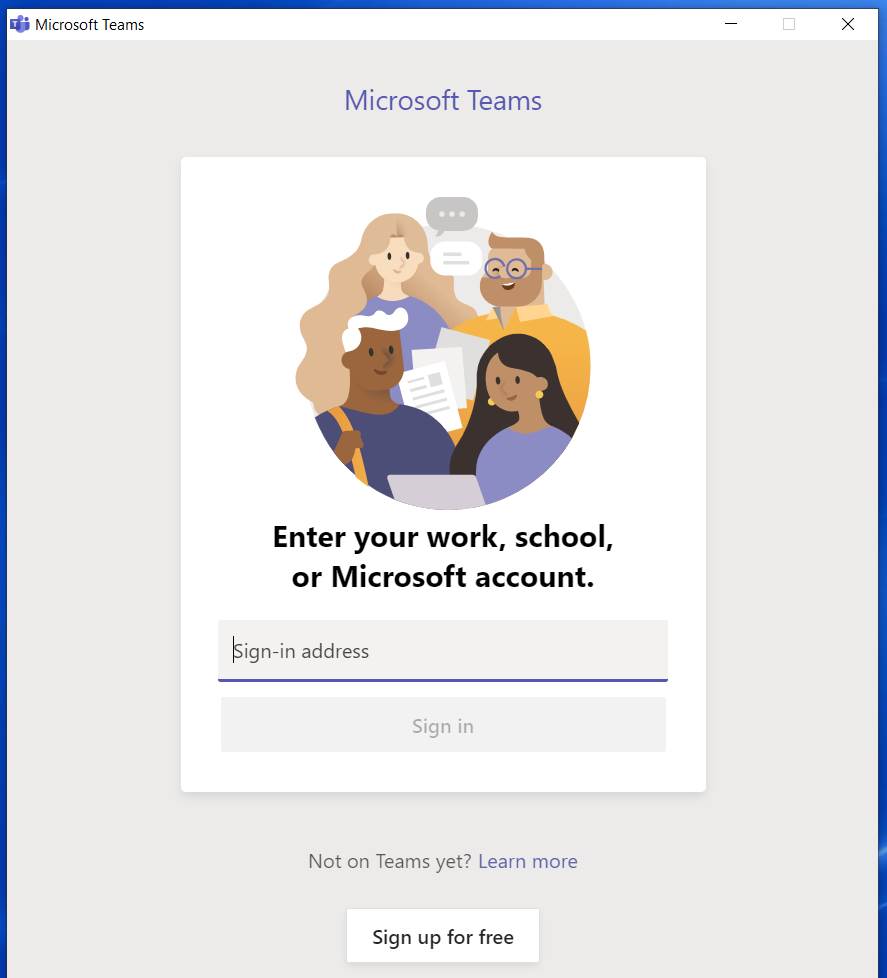 Microsoft Teams
Microsoft Teams
Enter your work, school,
or Microsoft account.
Sign-in address
Sign in
Not on Teams yet? Learn more
Sign up for free